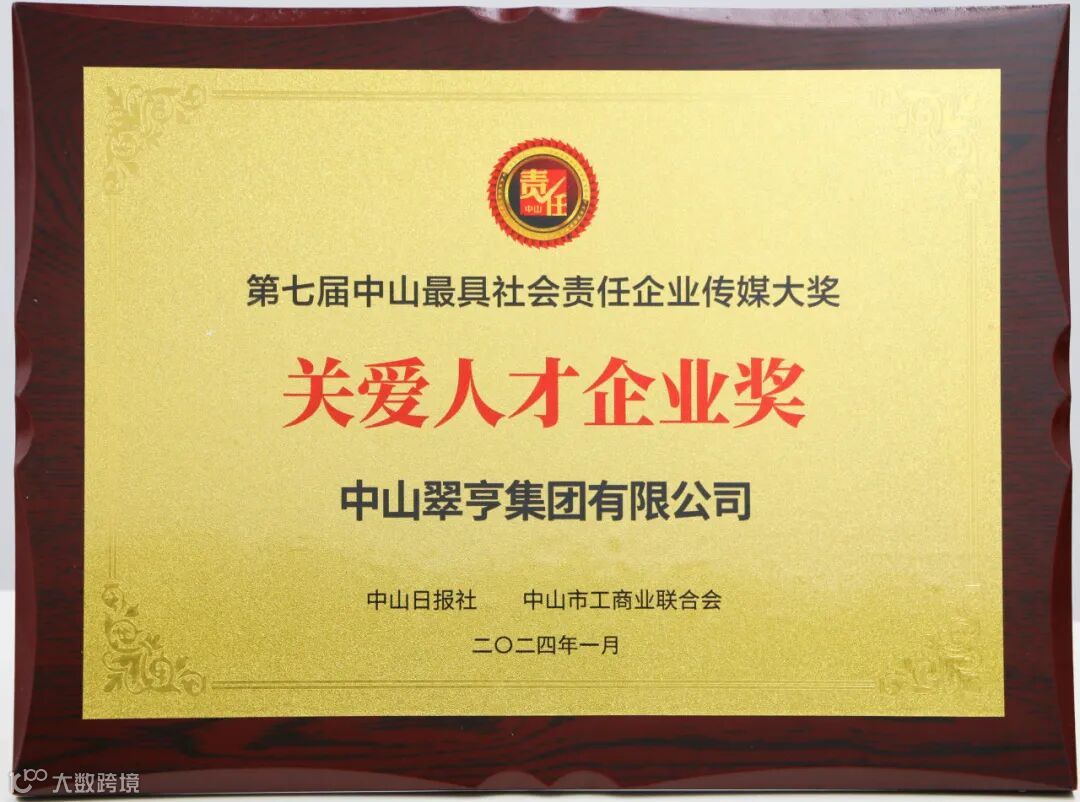 责任
中山
第七届中山最具社会责任企业传媒大奖
关爱人才企业奖
中山翠亨集团有限公司
中山日报社 中山市工商业联合会
二〇二四年一月
大数跨境